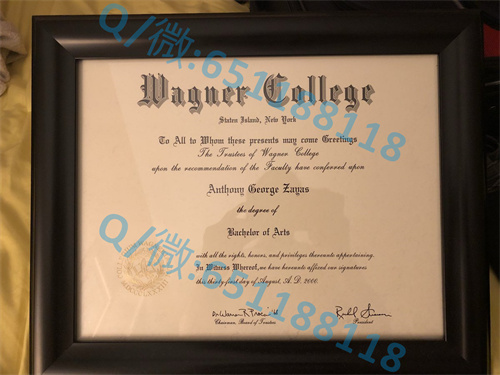 Q/微:651188118
Wagner College
Staten Island, New York
To All to Whom these presents may come Greetings
The Trustees of Wagner College
upon the recommendation of the Faculty have conferred upon
Anthony George Zayas
the degree of
Bachelor of Arts
with all the rights, honors, and privileges thereunto appertaining.
In Witness Whereof, we have hereunto affixed our signatures
this thirty first day of August, A.D. 2000.
Chairman, Board of Trustees
President
Q/微:651188118